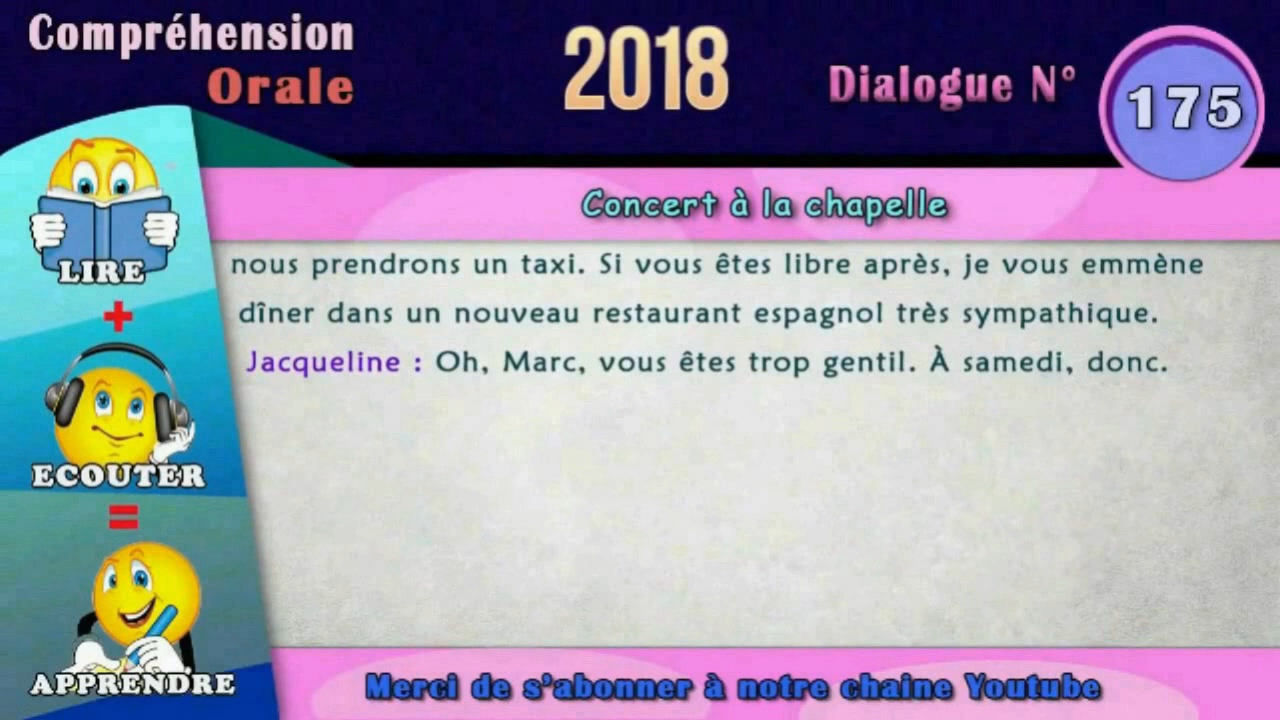 Compréhension
Orale
2018
Dialogue N°
175
Concert à la chapelle
nous prendrons un taxi. Si vous êtes libre après, je vous emmène
dîner dans un nouveau restaurant espagnol très sympathique.
Jacqueline : Oh, Marc, vous êtes trop gentil. À samedi, donc.
LIRE
+
ECOUTER
=
APPRENDRE
Merci de s'abonner à notre chaine Youtube